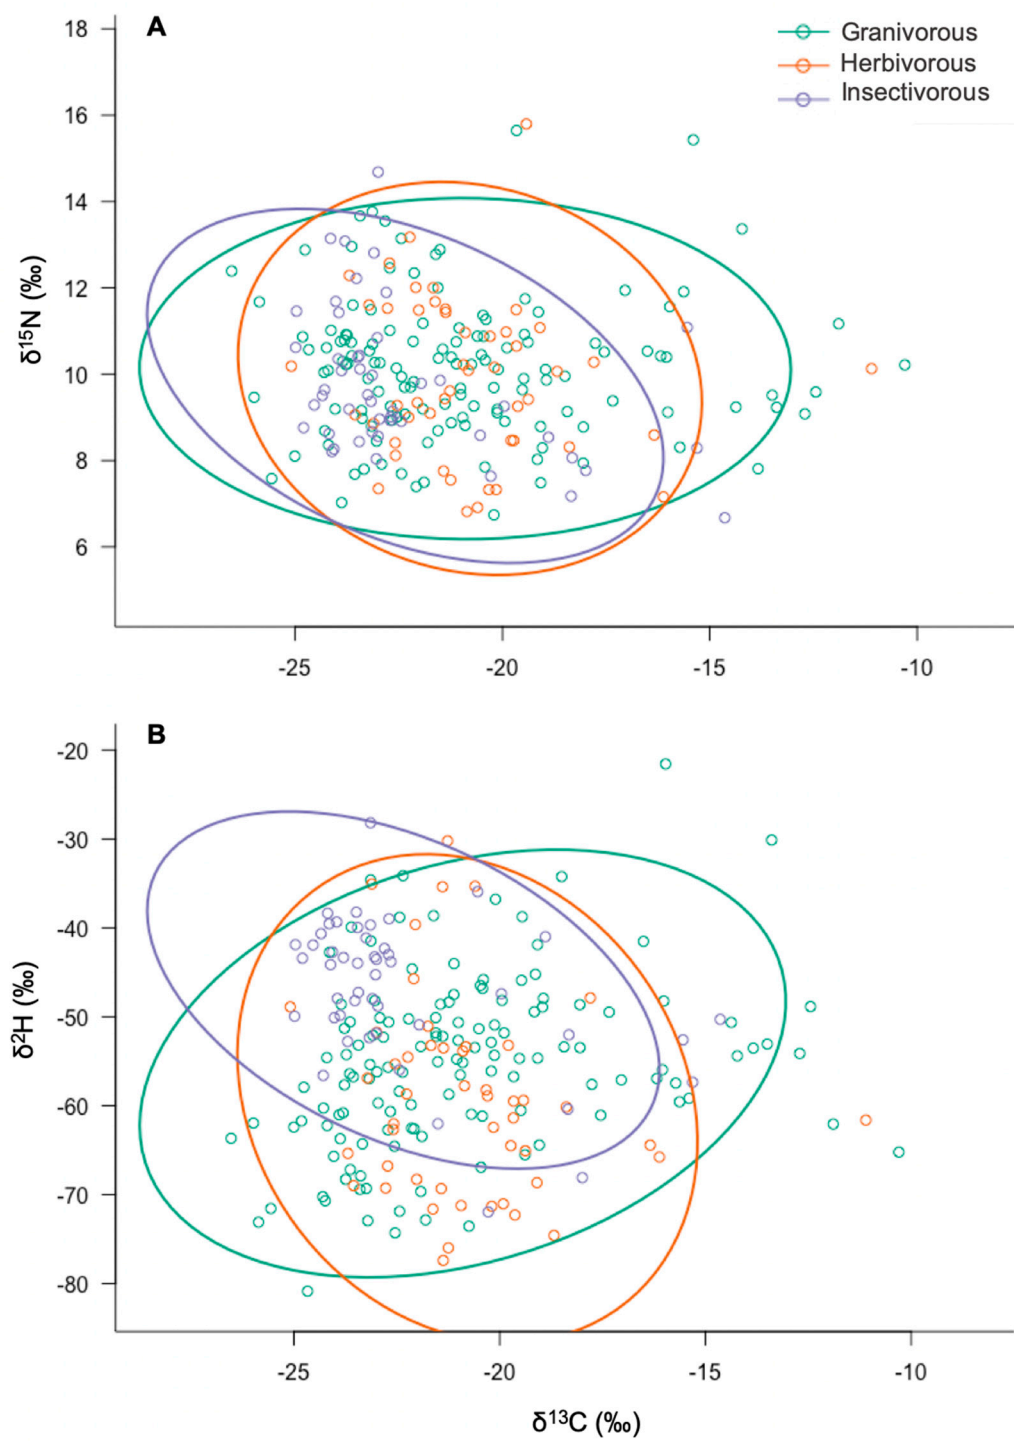 A
Granivorous
Herbivorous
Insectivorous
18
16
14
12
10
8
6
δ¹⁵N (‰)
-25 -20 -15 -10
B
-20
-30
-40
-50
-60
-70
-80
δ²H (‰)
-25 -20 -15 -10
δ¹³C (‰)